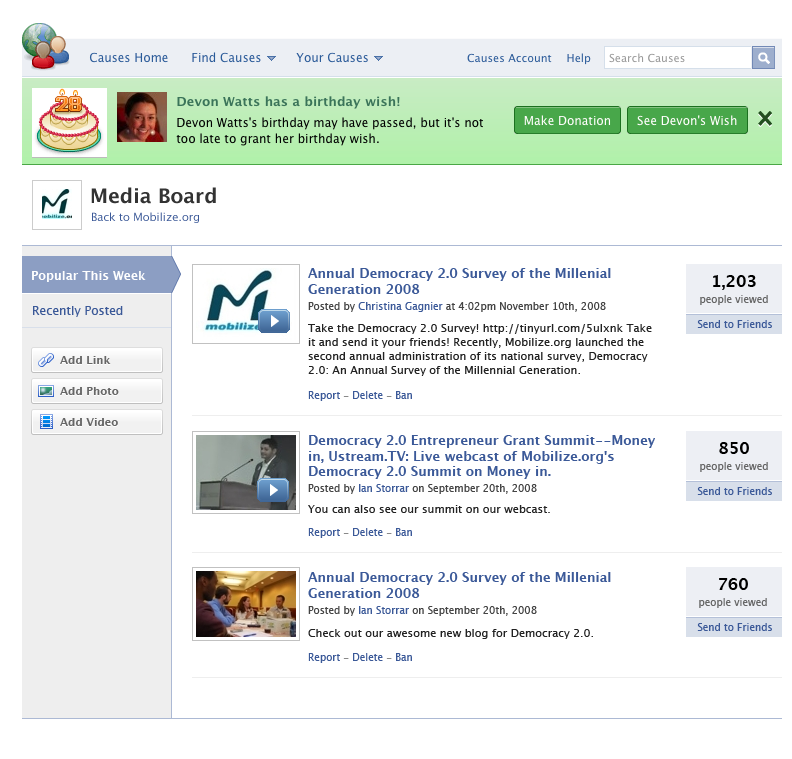 Causes Home Find Causes Your Causes Causes Account Help Search Causes
28
Devon Watts has a birthday wish!
Devon Watts's birthday may have passed, but it's not
too late to grant her birthday wish.
Make Donation See Devon's Wish
Media Board
Back to Mobilize.org
mobilize.org
Popular This Week
Recently Posted
Add Link
Add Photo
Add Video
mobilize
Annual Democracy 2.0 Survey of the Millenial
Generation 2008
Posted by Christina Gagnier at 4:02pm November 10th, 2008
Take the Democracy 2.0 Survey! http://tinyurl.com/5ulxnk Take
it and send it your friends! Recently, Mobilize.org launched the
second annual administration of its national survey, Democracy
2.0: An Annual Survey of the Millennial Generation.
Report – Delete – Ban
1,203
people viewed
Send to Friends
Democracy 2.0 Entrepreneur Grant Summit--Money
in, Ustream.TV: Live webcast of Mobilize.org's
Democracy 2.0 Summit on Money in.
Posted by Ian Storrar on September 20th, 2008
You can also see our summit on our webcast.
Report – Delete – Ban
850
people viewed
Send to Friends
Annual Democracy 2.0 Survey of the Millenial
Generation 2008
Posted by Ian Storrar on September 20th, 2008
Check out our awesome new blog for Democracy 2.0.
Report – Delete – Ban
760
people viewed
Send to Friends